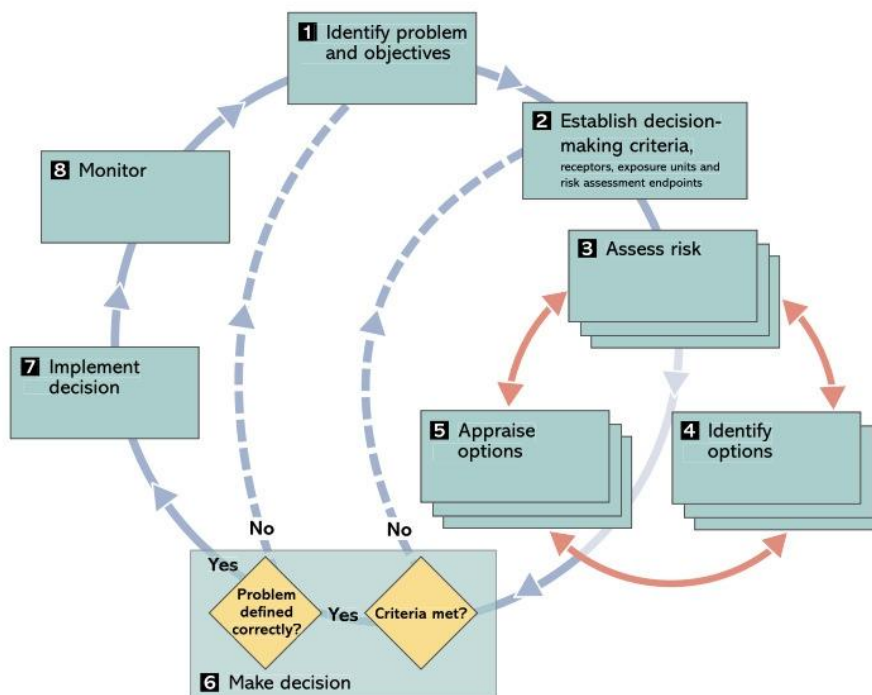 1 Identify problem
and objectives
2 Establish decision-
making criteria,
receptors, exposure units and
risk assessment endpoints
3 Assess risk
4 Identify
options
5 Appraise
options
No
No
Yes
Problem
defined
correctly?
Yes
Criteria met?
6 Make decision
7 Implement
decision
8 Monitor